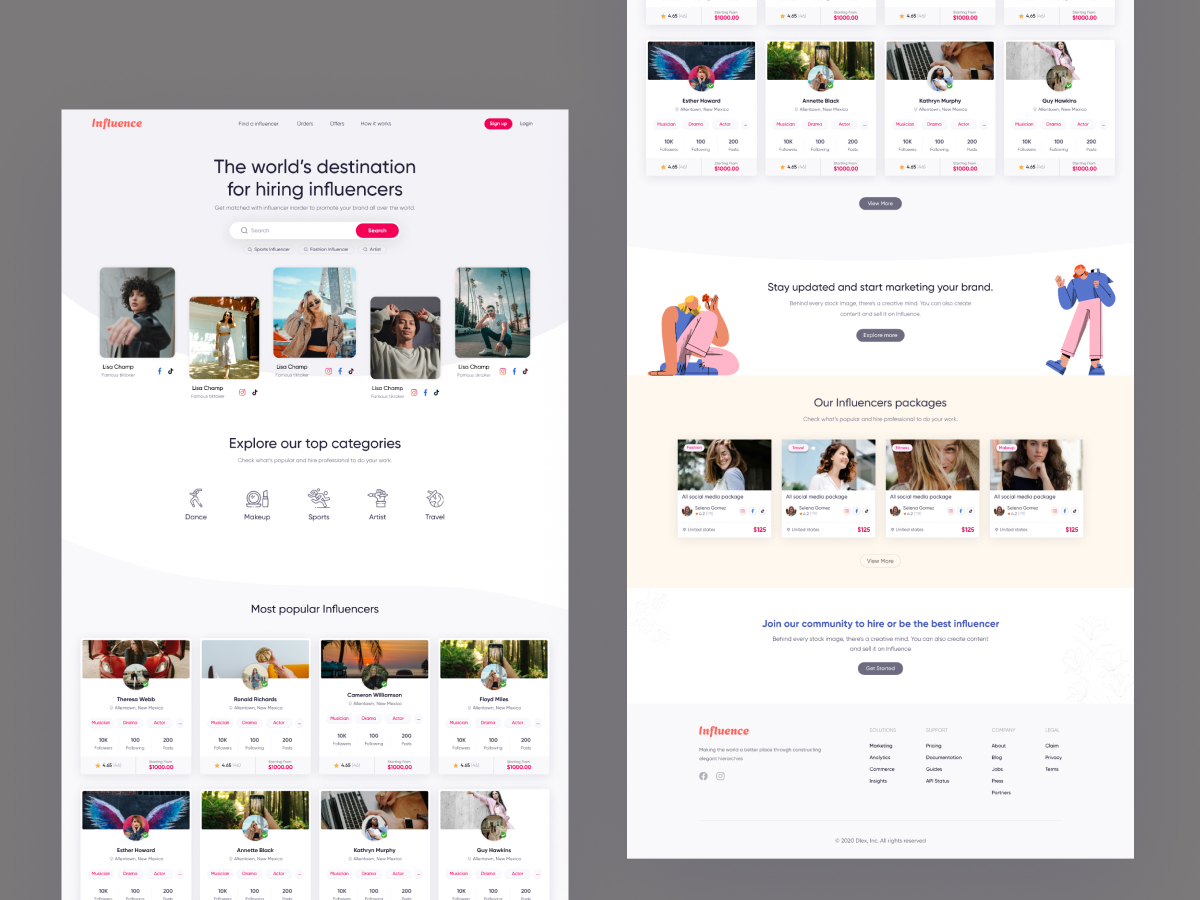 Influence
Find a Influencer Orders Offers How it works
Sign up Login
The world's destination
for hiring influencers
Get matched with influencer inorder to promote your brand all over the world.
Search Search
Sports Influencer Fashion Influencer Artist
Lisa Champ Lisa Champ Lisa Champ
Famous tiktoker Famous tiktoker Famous tiktoker
Lisa Champ Lisa Champ
Famous tiktoker Famous tiktoker
Explore our top categories
Check what's popular and hire professional to do your work.
Dance Makeup Sports Artist Travel
Most popular Influencers
Theresa Webb Ronald Richards Cameron Williamson Floyd Miles
Allentown, New Mexico Allentown, New Mexico Allentown, New Mexico Allentown, New Mexico
Musician Drama Actor ... Musician Drama Actor ... Musician Drama Actor ... Musician Drama Actor ...
10K 100 200 10K 100 200 10K 100 200 10K 100 200
Followers Following Posts Followers Following Posts Followers Following Posts Followers Following Posts
Starting From Starting From Starting From Starting From
4.65 (46) $1000.00 4.65 (46) $1000.00 4.65 (46) $1000.00 4.65 (46) $1000.00
Esther Howard Annette Black Kathryn Murphy Guy Hawkins
Allentown, New Mexico Allentown, New Mexico Allentown, New Mexico Allentown, New Mexico
Musician Drama Actor ... Musician Drama Actor ... Musician Drama Actor ... Musician Drama Actor ...
10K 100 200 10K 100 200 10K 100 200 10K 100 200
Followers Following Posts Followers Following Posts Followers Following Posts Followers Following Posts
Starting From Starting From Starting From Starting From
4.65 (46) $1000.00 4.65 (46) $1000.00 4.65 (46) $1000.00 4.65 (46) $1000.00
Esther Howard Annette Black Kathryn Murphy Guy Hawkins
Allentown, New Mexico Allentown, New Mexico Allentown, New Mexico Allentown, New Mexico
Musician Drama Actor ... Musician Drama Actor ... Musician Drama Actor ... Musician Drama Actor ...
10K 100 200 10K 100 200 10K 100 200 10K 100 200
Followers Following Posts Followers Following Posts Followers Following Posts Followers Following Posts
Starting From Starting From Starting From Starting From
4.65 (46) $1000.00 4.65 (46) $1000.00 4.65 (46) $1000.00 4.65 (46) $1000.00
View More
Stay updated and start marketing your brand.
Behind every stock image, there's a creative mind. You can also create
content and sell it on Influence.
Explore more
Our Influencers packages
Check what's popular and hire professional to do your work.
Fashion Travel Fitness Makeup
All social media package All social media package All social media package All social media package
Selena Gomez Selena Gomez Selena Gomez Selena Gomez
4.2 4.2 4.2 4.2
United states $125 United states $125 United states $125 United states $125
View More
Join our community to hire or be the best influencer
Behind every stock image, there's a creative mind. You can also create content
and sell it on Influence
Get Started
Influence
Making the world a better place through constructing
elegant hierarchies
SOLUTIONS SUPPORT COMPANY LEGAL
Marketing Pricing About Claim
Analytics Documentation Blog Privacy
Commerce Guides Jobs Terms
Insights API Status Press
Partners
© 2020 Dlex, Inc. All rights reserved